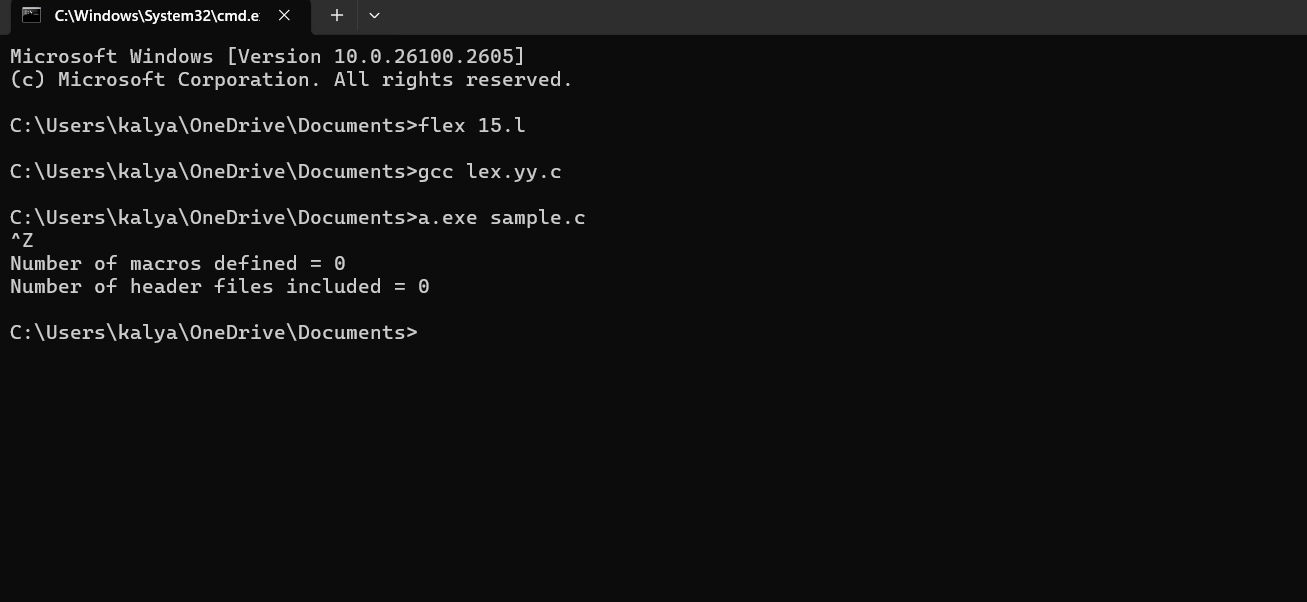 C:\Windows\System32\cmd.e
Microsoft Windows [Version 10.0.26100.2605]
(c) Microsoft Corporation. All rights reserved.
C:\Users\kalya\OneDrive\Documents>flex 15.l
C:\Users\kalya\OneDrive\Documents>gcc lex.yy.c
C:\Users\kalya\OneDrive\Documents>a.exe sample.c
^Z
Number of macros defined = 0
Number of header files included = 0
C:\Users\kalya\OneDrive\Documents>